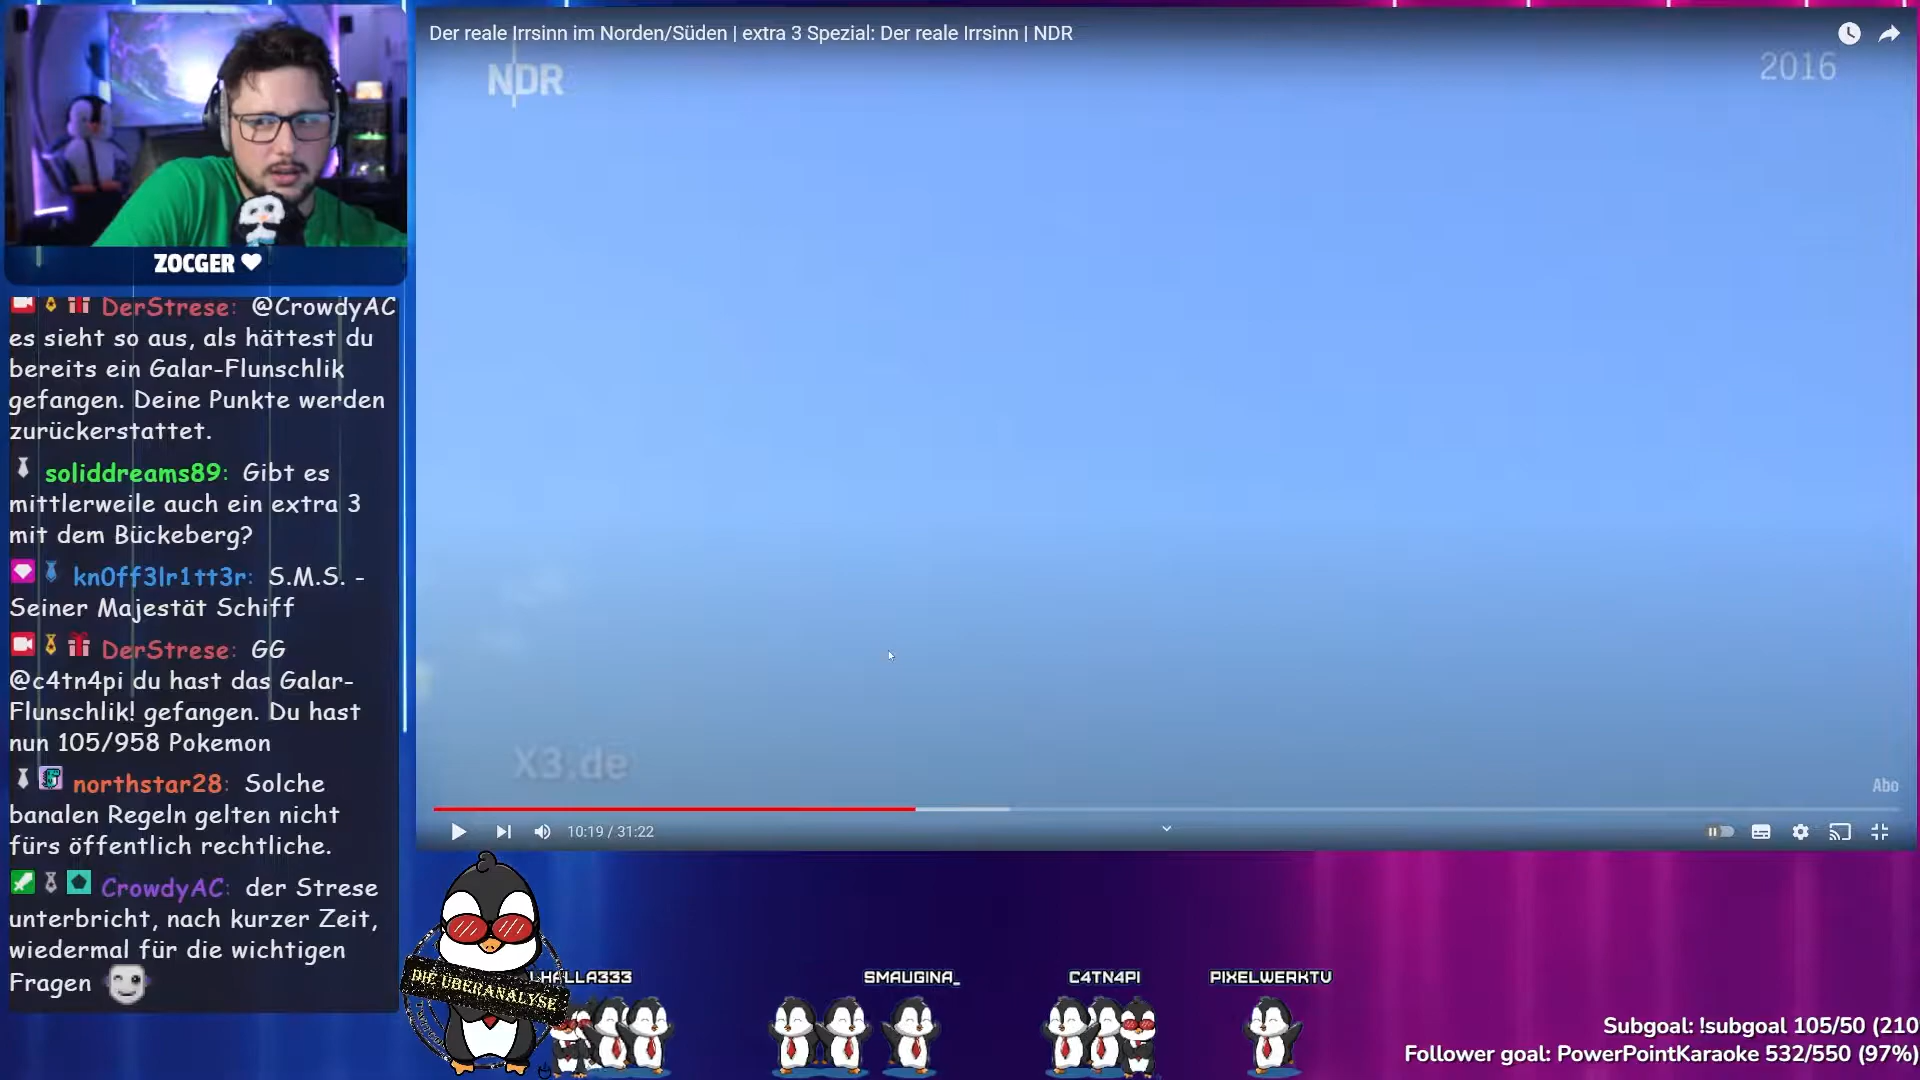 Der reale Irrsinn im Norden/Süden | extra 3 Spezial: Der reale Irrsinn | NDR
NDR
2016
ZOCGER
DerStrese: @CrowdyAC
es sieht so aus, als hättest du
bereits ein Galar-Flunschlik
gefangen. Deine Punkte werden
zurückerstattet.
soliddreams89: Gibt es
mittlerweile auch ein extra 3
mit dem Bückeberg?
kn0ff3lr1tt3r: S.M.S. -
Seiner Majestät Schiff
DerStrese: GG
@c4tn4pi du hast das Galar-
Flunschlik! gefangen. Du hast
nun 105/958 Pokemon
northstar28: Solche
banalen Regeln gelten nicht
fürs öffentlich rechtliche.
CrowdyAC: der Strese
unterbricht, nach kurzer Zeit,
wiedermal für die wichtigen
Fragen
X3.de
Abo
10:19 / 31:22
DIE ÜBERANALYSE
LHALLA333
SMAUGINA_
C4TN4PI
PIXELWERKTV
Subgoal: !subgoal 105/50 (210
Follower goal: PowerPointKaraoke 532/550 (97%)